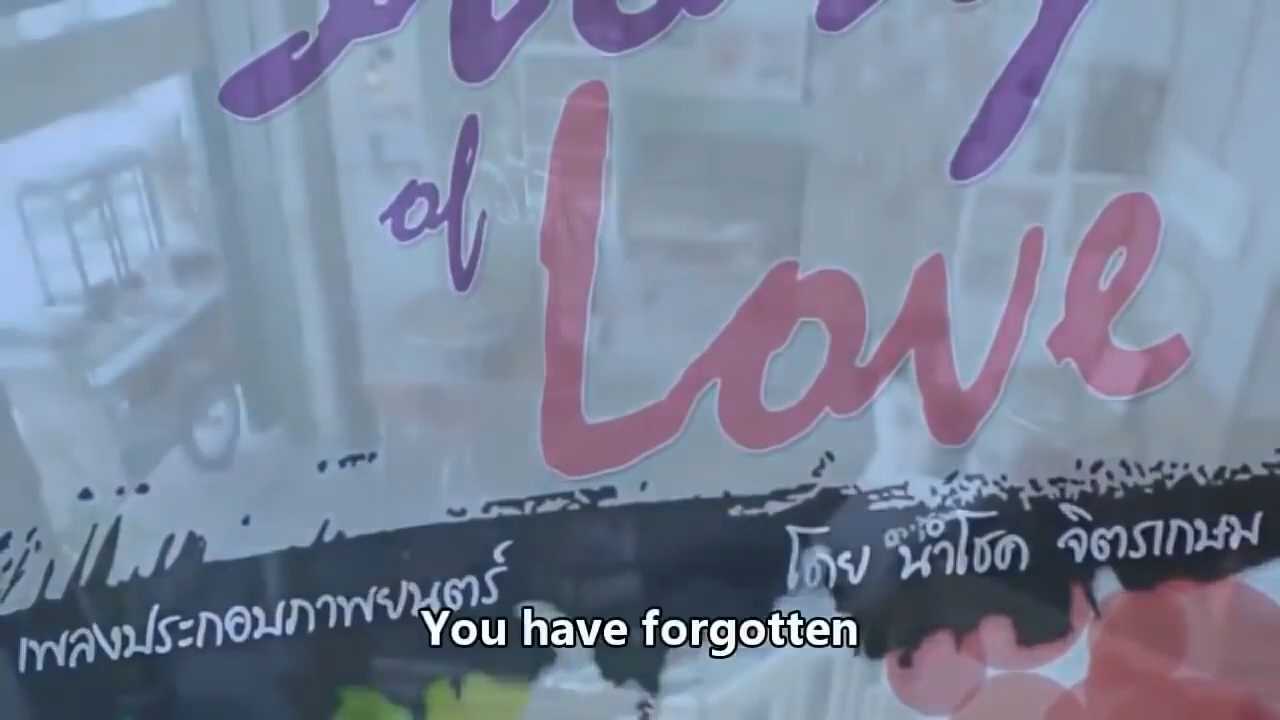 of
Love
เพลงประกอบภาพยนตร์
โดย น้ำโชค จิตรเกษม
You have forgotten